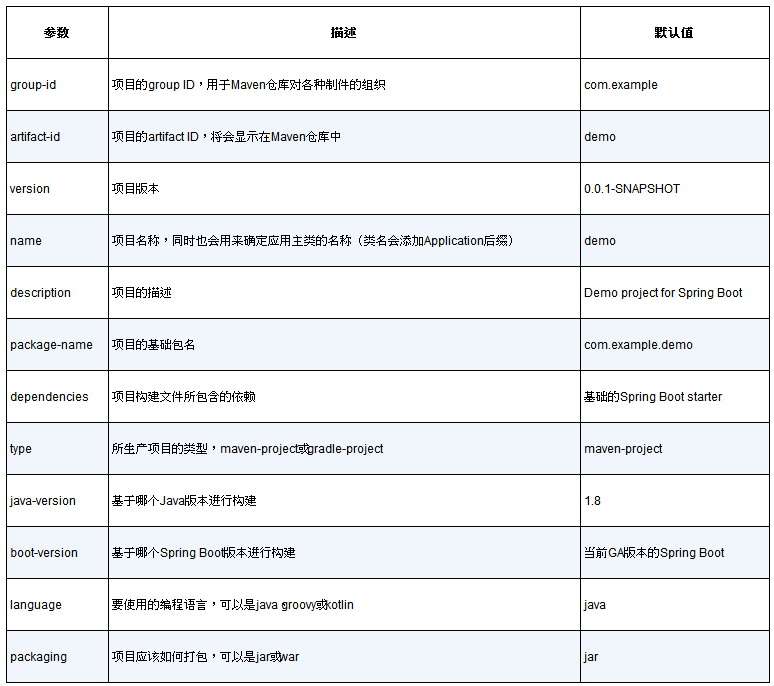 参数 描述 默认值
group-id 项目的group ID，用于Maven仓库对各种制件的组织 com.example
artifact-id 项目的artifact ID，将会显示在Maven仓库中 demo
version 项目版本 0.0.1-SNAPSHOT
name 项目名称，同时也会用来确定应用主类的名称（类名会添加Application后缀） demo
description 项目的描述 Demo project for Spring Boot
package-name 项目的基础包名 com.example.demo
dependencies 项目构建文件所包含的依赖 基础的Spring Boot starter
type 所生产项目的类型，maven-project或gradle-project maven-project
java-version 基于哪个Java版本进行构建 1.8
boot-version 基于哪个Spring Boot版本进行构建 当前GA版本的Spring Boot
language 要使用的编程语言，可以是java、groovy或kotlin java
packaging 项目应该如何打包，可以是jar或war jar